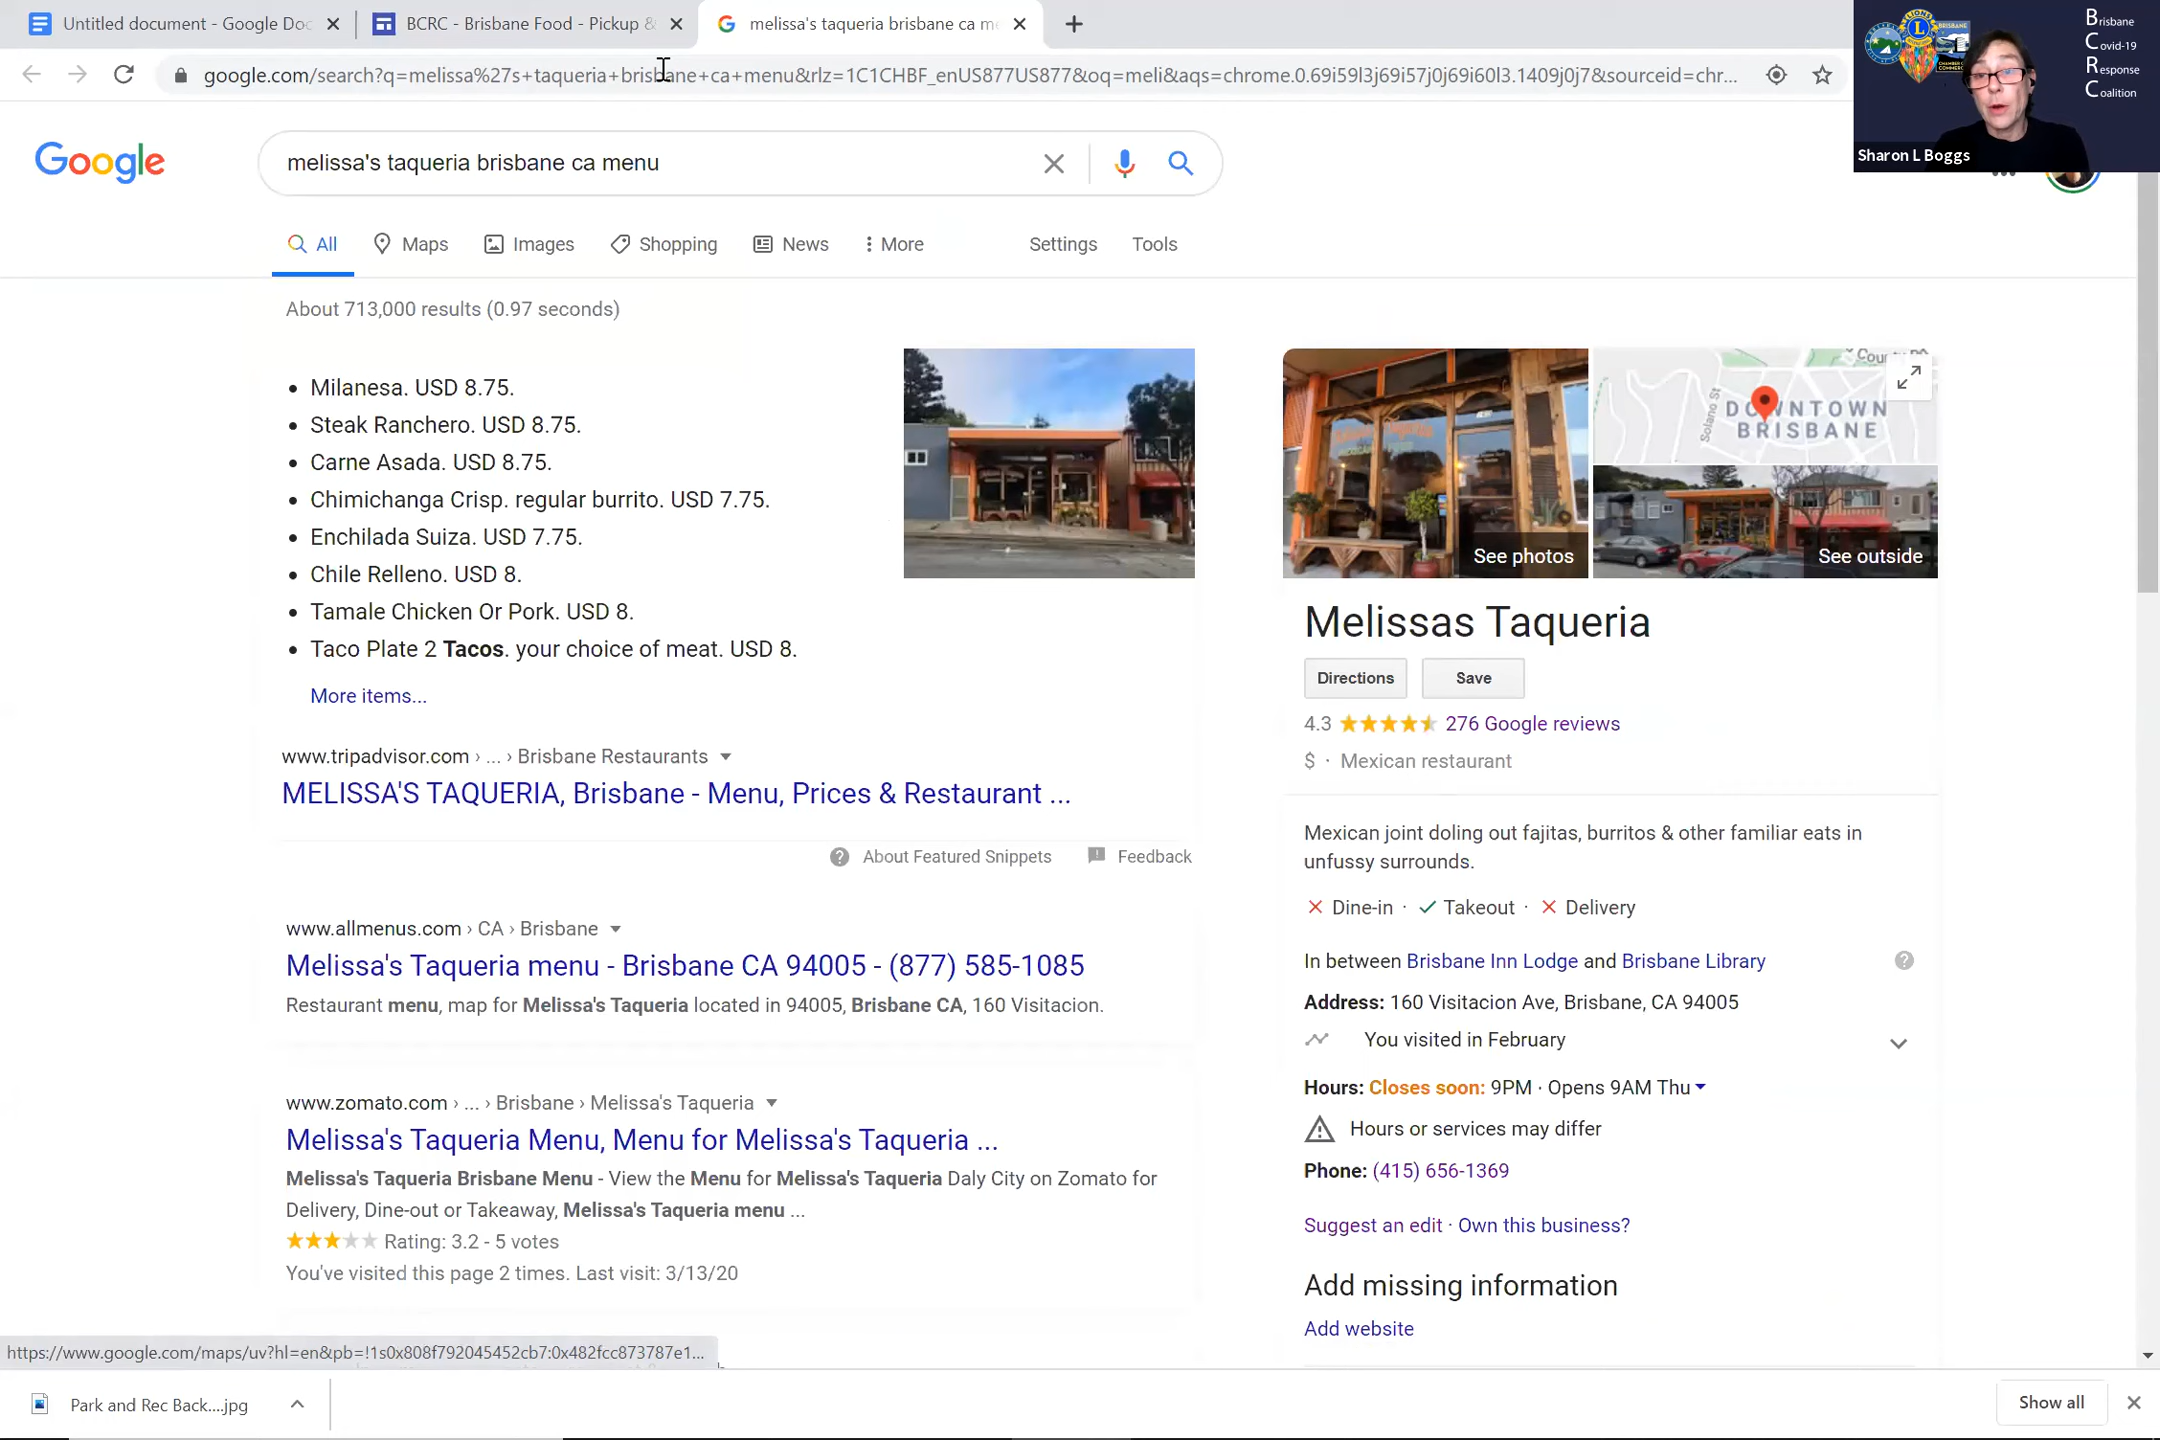 Untitled document - Google Doc
BCRC - Brisbane Food - Pickup &
melissa's taqueria brisbane ca me
google.com/search?q=melissa%27s+taqueria+brisbane+ca+menu&rlz=1C1CHBF_enUS877US877&oq=meli&aqs=chrome.0.69i59l3j69i57j0j69i60l3.1409j0j7&sourceid=chr...
Brisbane
Covid-19
Response
Coalition
Sharon L Boggs
Google
melissa's taqueria brisbane ca menu
All Maps Images Shopping News More Settings Tools
About 713,000 results (0.97 seconds)
Milanesa. USD 8.75.
Steak Ranchero. USD 8.75.
Carne Asada. USD 8.75.
Chimichanga Crisp. regular burrito. USD 7.75.
Enchilada Suiza. USD 7.75.
Chile Relleno. USD 8.
Tamale Chicken Or Pork. USD 8.
Taco Plate 2 Tacos. your choice of meat. USD 8.
More items...
www.tripadvisor.com › ... › Brisbane Restaurants
MELISSA'S TAQUERIA, Brisbane - Menu, Prices & Restaurant ...
About Featured Snippets Feedback
www.allmenus.com › CA › Brisbane
Melissa's Taqueria menu - Brisbane CA 94005 - (877) 585-1085
Restaurant menu, map for Melissa's Taqueria located in 94005, Brisbane CA, 160 Visitacion.
www.zomato.com › ... › Brisbane › Melissa's Taqueria
Melissa's Taqueria Menu, Menu for Melissa's Taqueria ...
Melissa's Taqueria Brisbane Menu - View the Menu for Melissa's Taqueria Daly City on Zomato for
Delivery, Dine-out or Takeaway, Melissa's Taqueria menu ...
Rating: 3.2 - 5 votes
You've visited this page 2 times. Last visit: 3/13/20
Solano St
DOWNTOWN
BRISBANE
See photos
See outside
Melissas Taqueria
Directions Save
4.3 276 Google reviews
$ · Mexican restaurant
Mexican joint doling out fajitas, burritos & other familiar eats in
unfussy surrounds.
Dine-in · Takeout · Delivery
In between Brisbane Inn Lodge and Brisbane Library
Address: 160 Visitacion Ave, Brisbane, CA 94005
You visited in February
Hours: Closes soon: 9PM · Opens 9AM Thu
Hours or services may differ
Phone: (415) 656-1369
Suggest an edit · Own this business?
Add missing information
Add website
https://www.google.com/maps/uv?hl=en&pb=!1s0x808f792045452cb7:0x482fcc873787e1...
Park and Rec Back....jpg
Show all